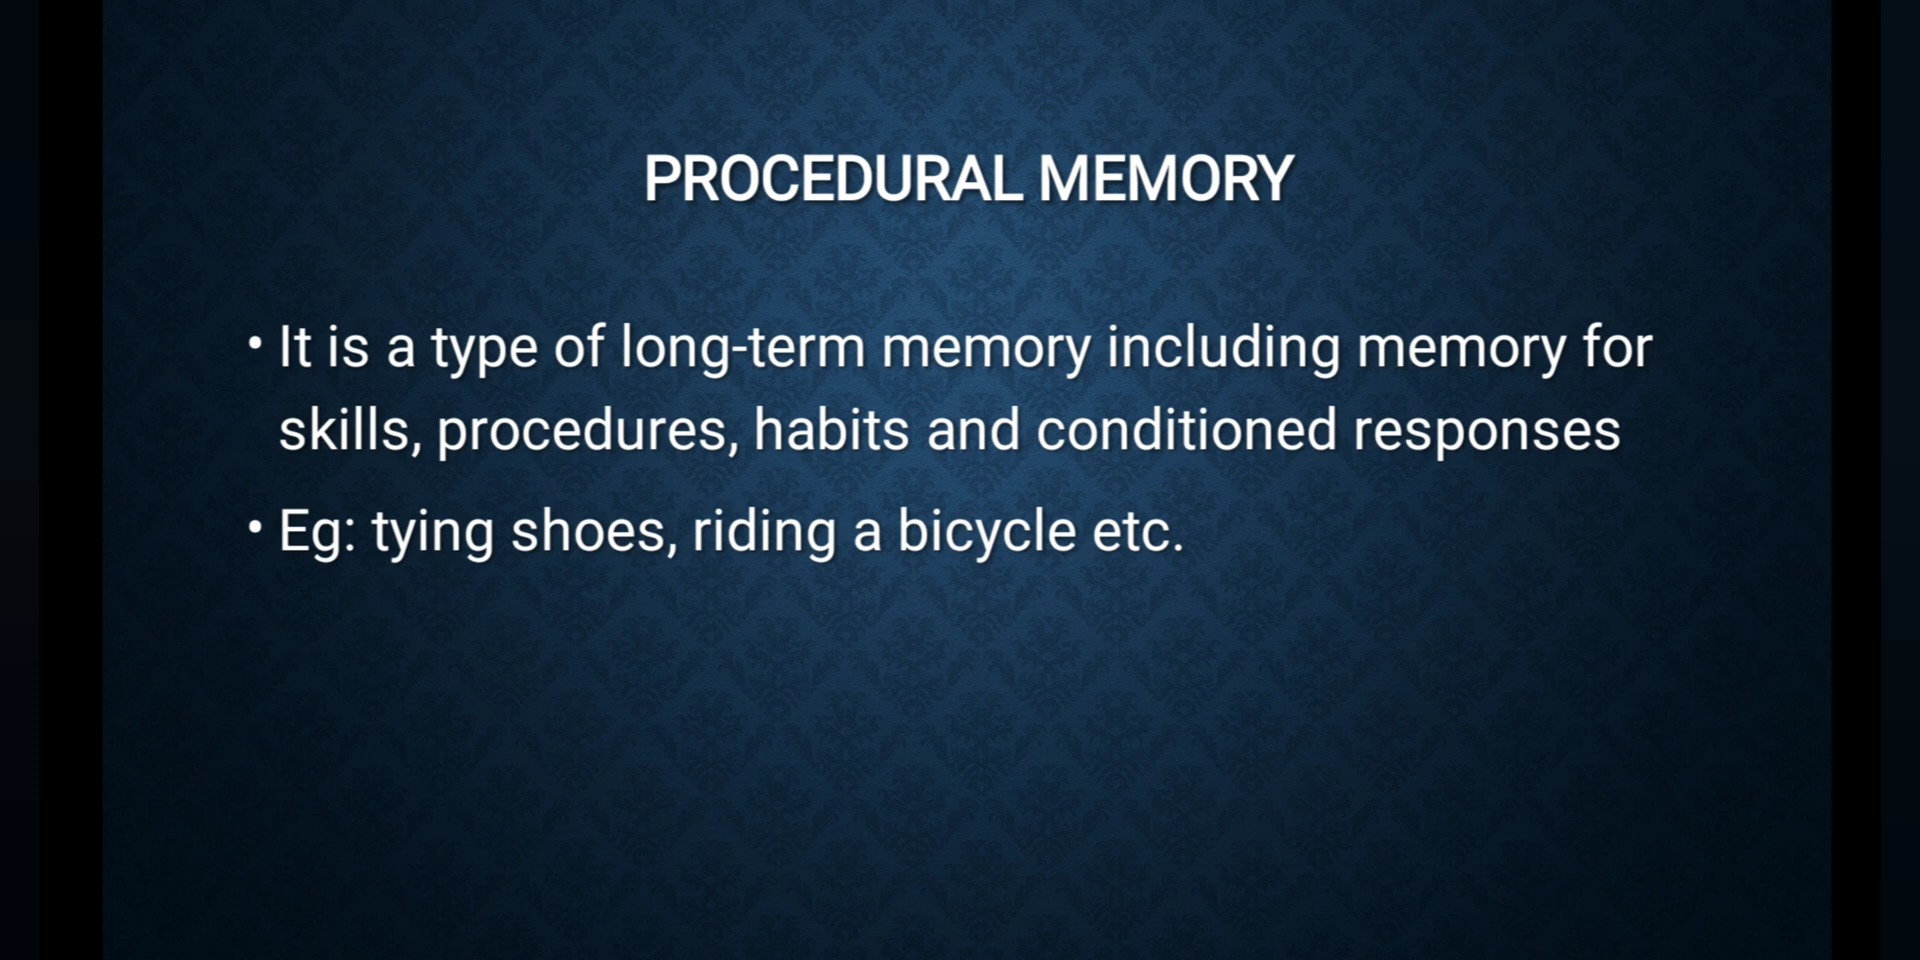 PROCEDURAL MEMORY
• It is a type of long-term memory including memory for
skills, procedures, habits and conditioned responses
• Eg: tying shoes, riding a bicycle etc.